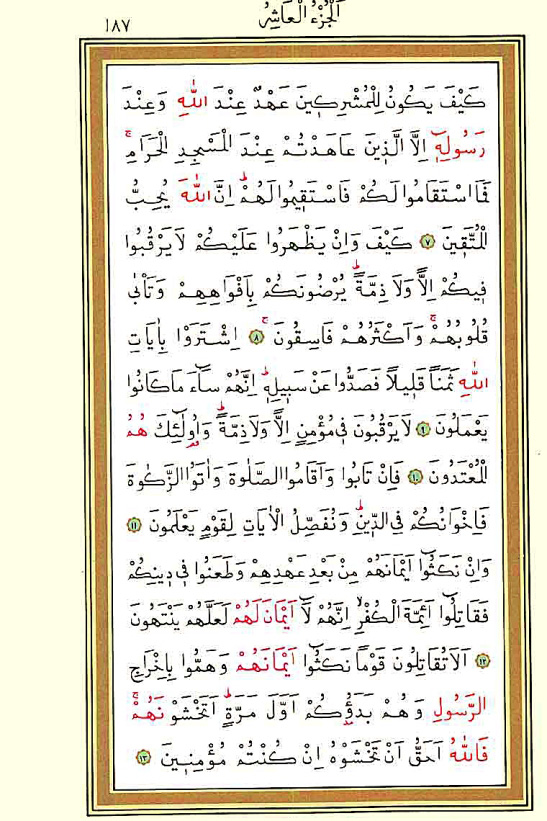 اَلْجُزْءُ الْعَاشِرُ
١٨٧
كَيْفَ يَكُونُ لِلْمُشْرِكِينَ عَهْدٌ عِنْدَ اللّٰهِ وَعِنْدَ
رَسُولِهٖٓ اِلَّا الَّذِينَ عَاهَدْتُمْ عِنْدَ الْمَسْجِدِ الْحَرَامِۚ
فَمَا اسْتَقَامُوا لَكُمْ فَاسْتَقِيمُوا لَهُمْۜ اِنَّ اللّٰهَ يُحِبُّ
الْمُتَّقِينَ ﴿٧﴾ كَيْفَ وَاِنْ يَظْهَرُوا عَلَيْكُمْ لَا يَرْقُبُوا
فِيكُمْ اِلًّا وَلَا ذِمَّةًۜ يُرْضُونَكُمْ بِاَفْوَاهِهِمْ وَتَأْبٰى
قُلُوبُهُمْۚ وَاَكْثَرُهُمْ فَاسِقُونَۚ ﴿٨﴾ اِشْتَرَوْا بِاٰيَاتِ
اللّٰهِ ثَمَنًا قَلِيلًا فَصَدُّوا عَنْ سَبِيلِهٖۜ اِنَّهُمْ سَٓاءَ مَا كَانُوا
يَعْمَلُونَ ﴿٩﴾ لَا يَرْقُبُونَ فِي مُؤْمِنٍ اِلًّا وَلَا ذِمَّةًۜ وَاُو۬لٰٓئِكَ هُمُ
الْمُعْتَدُونَ ﴿١٠﴾ فَاِنْ تَابُوا وَاَقَامُوا الصَّلٰوةَ وَاٰتَوُا الزَّكٰوةَ
فَاِخْوَانُكُمْ فِي الدِّينِۜ وَنُفَصِّلُ الْاٰيَاتِ لِقَوْمٍ يَعْلَمُونَ ﴿١١﴾
وَاِنْ نَكَثُٓوا اَيْمَانَهُمْ مِنْ بَعْدِ عَهْدِهِمْ وَطَعَنُوا فِي دِينِكُمْ
فَقَاتِلُٓوا اَئِمَّةَ الْكُفْرِۙ اِنَّهُمْ لَٓا اَيْمَانَ لَهُمْ لَعَلَّهُمْ يَنْتَهُونَ
﴿١٢﴾ اَلَا تُقَاتِلُونَ قَوْمًا نَكَثُٓوا اَيْمَانَهُمْ وَهَمُّوا بِاِخْرَاجِ
الرَّسُولِ وَهُمْ بَدَؤُ۫كُمْ اَوَّلَ مَرَّةٍۜ اَتَخْشَوْنَهُمْۚ
فَاللّٰهُ اَحَقُّ اَنْ تَخْشَوْهُ اِنْ كُنْتُمْ مُؤْمِنِينَ ﴿١٣﴾